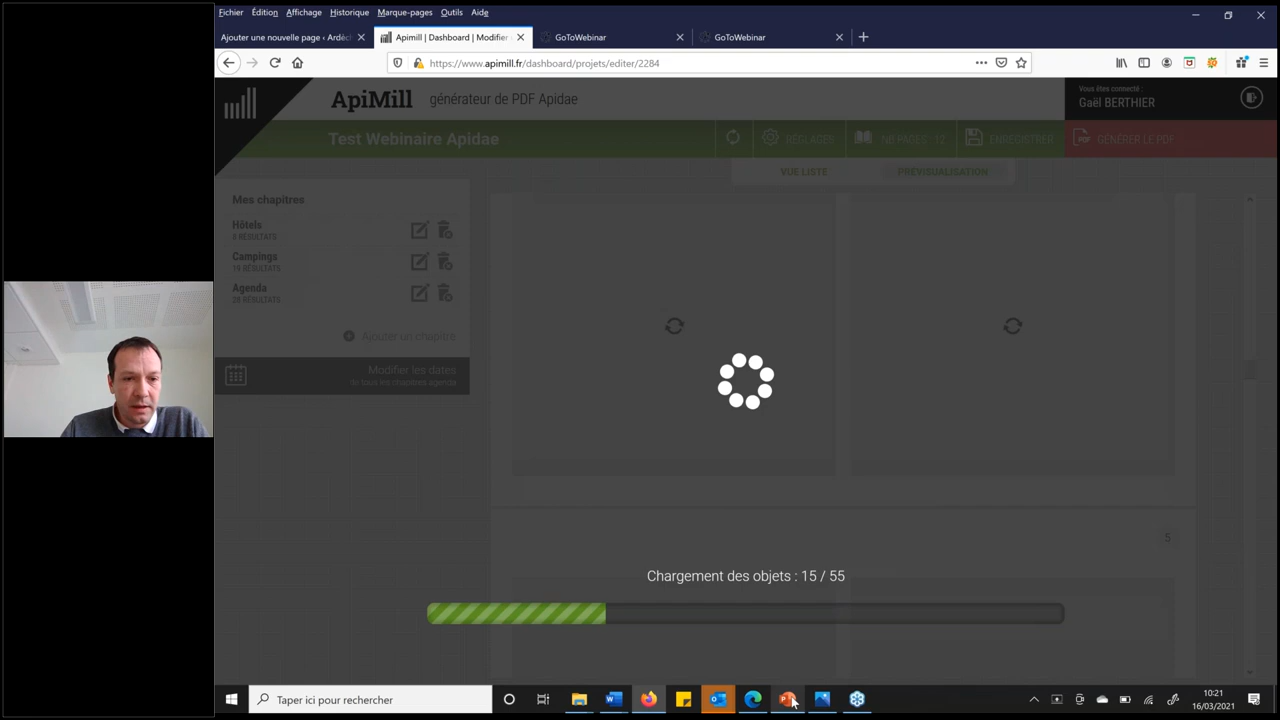 Fichier Édition Affichage Historique Marque-pages Outils Aide
Ajouter une nouvelle page ‹ Ardèc
Apimill | Dashboard | Modifier
GoToWebinar
GoToWebinar
https://www.apimill.fr/dashboard/projets/editer/2284
ApiMill générateur de PDF Apidae
Vous êtes connecté :
Gaël BERTHIER
Test Webinaire Apidae
RÉGLAGES
NB PAGES : 12
ENREGISTRER
GÉNÉRER LE PDF
VUE LISTE
PRÉVISUALISATION
Mes chapitres
Hôtels
RÉSULTATS
Campings
19 RÉSULTATS
Agenda
28 RÉSULTATS
Ajouter un chapitre
Modifier les dates
de tous les chapitres agenda
5
Chargement des objets : 15 / 55
Taper ici pour rechercher
10:21
16/03/2021